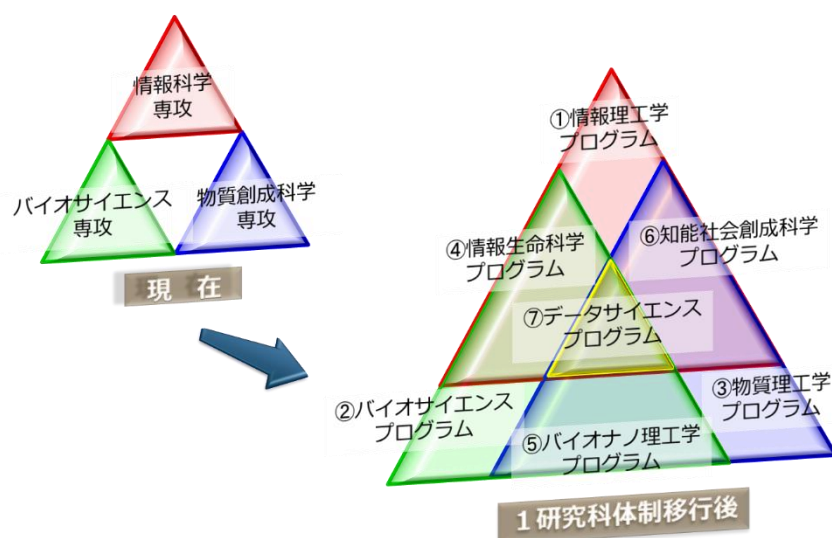 情報科学
専攻
バイオサイエンス
専攻
物質創成科学
専攻
現 在
①情報理工学
プログラム
④情報生命科学
プログラム
⑥知能社会創成科学
プログラム
⑦データサイエンス
プログラム
②バイオサイエンス
プログラム
③物質理工学
プログラム
⑤バイオナノ理工学
プログラム
1研究科体制移行後